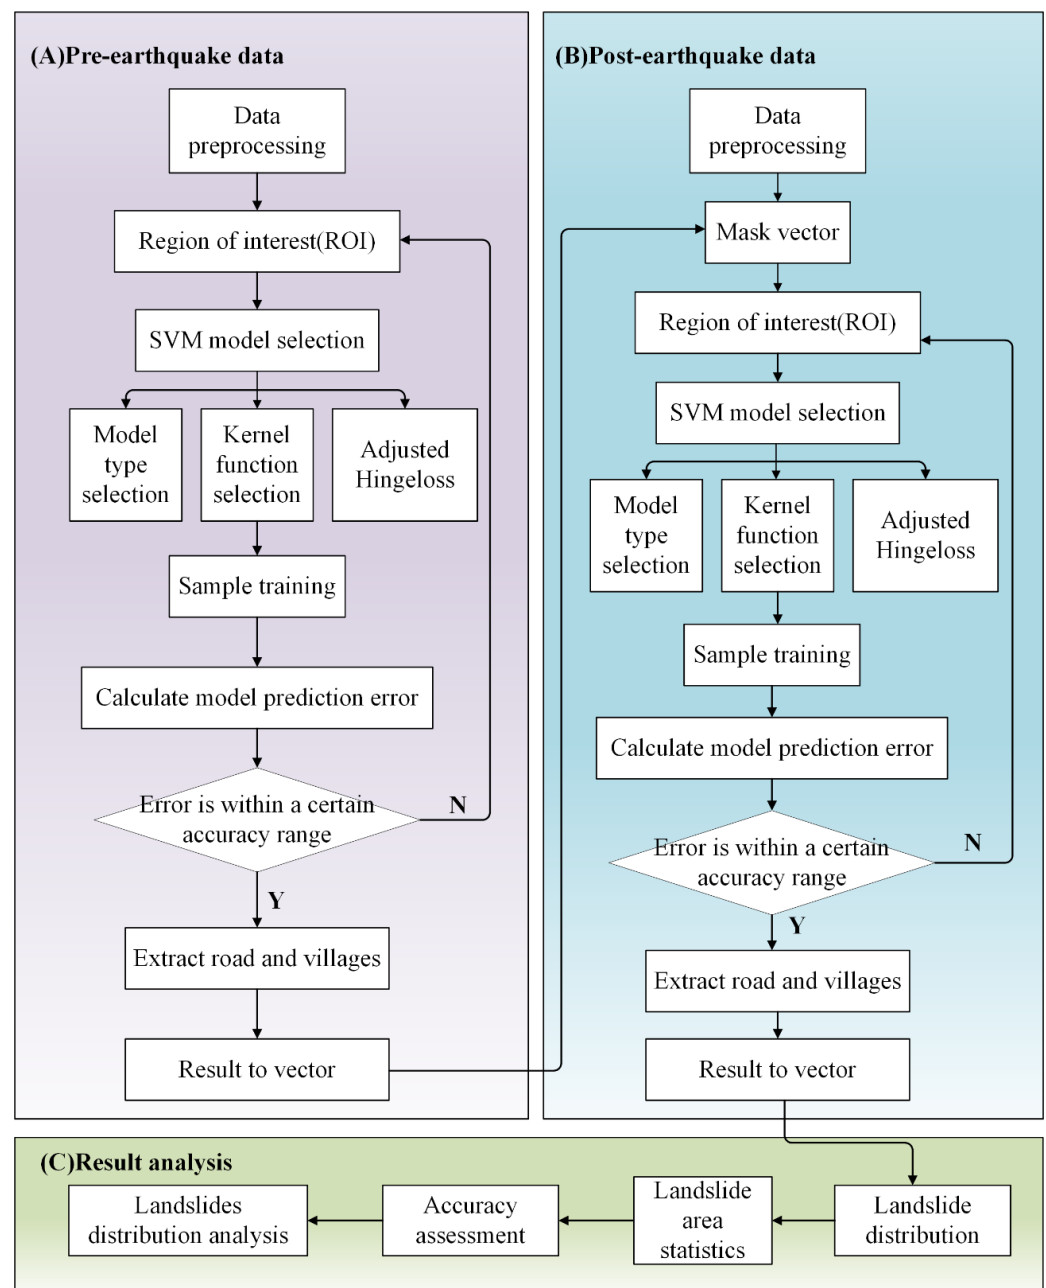 (A)Pre-earthquake data
Data
preprocessing
Region of interest(ROI)
SVM model selection
Model
type
selection
Kernel
function
selection
Adjusted
Hingeloss
Sample training
Calculate model prediction error
Error is within a certain
accuracy range
N
Y
Extract road and villages
Result to vector
(B)Post-earthquake data
Data
preprocessing
Mask vector
Region of interest(ROI)
SVM model selection
Model
type
selection
Kernel
function
selection
Adjusted
Hingeloss
Sample training
Calculate model prediction error
Error is within a certain
accuracy range
N
Y
Extract road and villages
Result to vector
(C)Result analysis
Landslides
distribution analysis
Accuracy
assessment
Landslide
area
statistics
Landslide
distribution